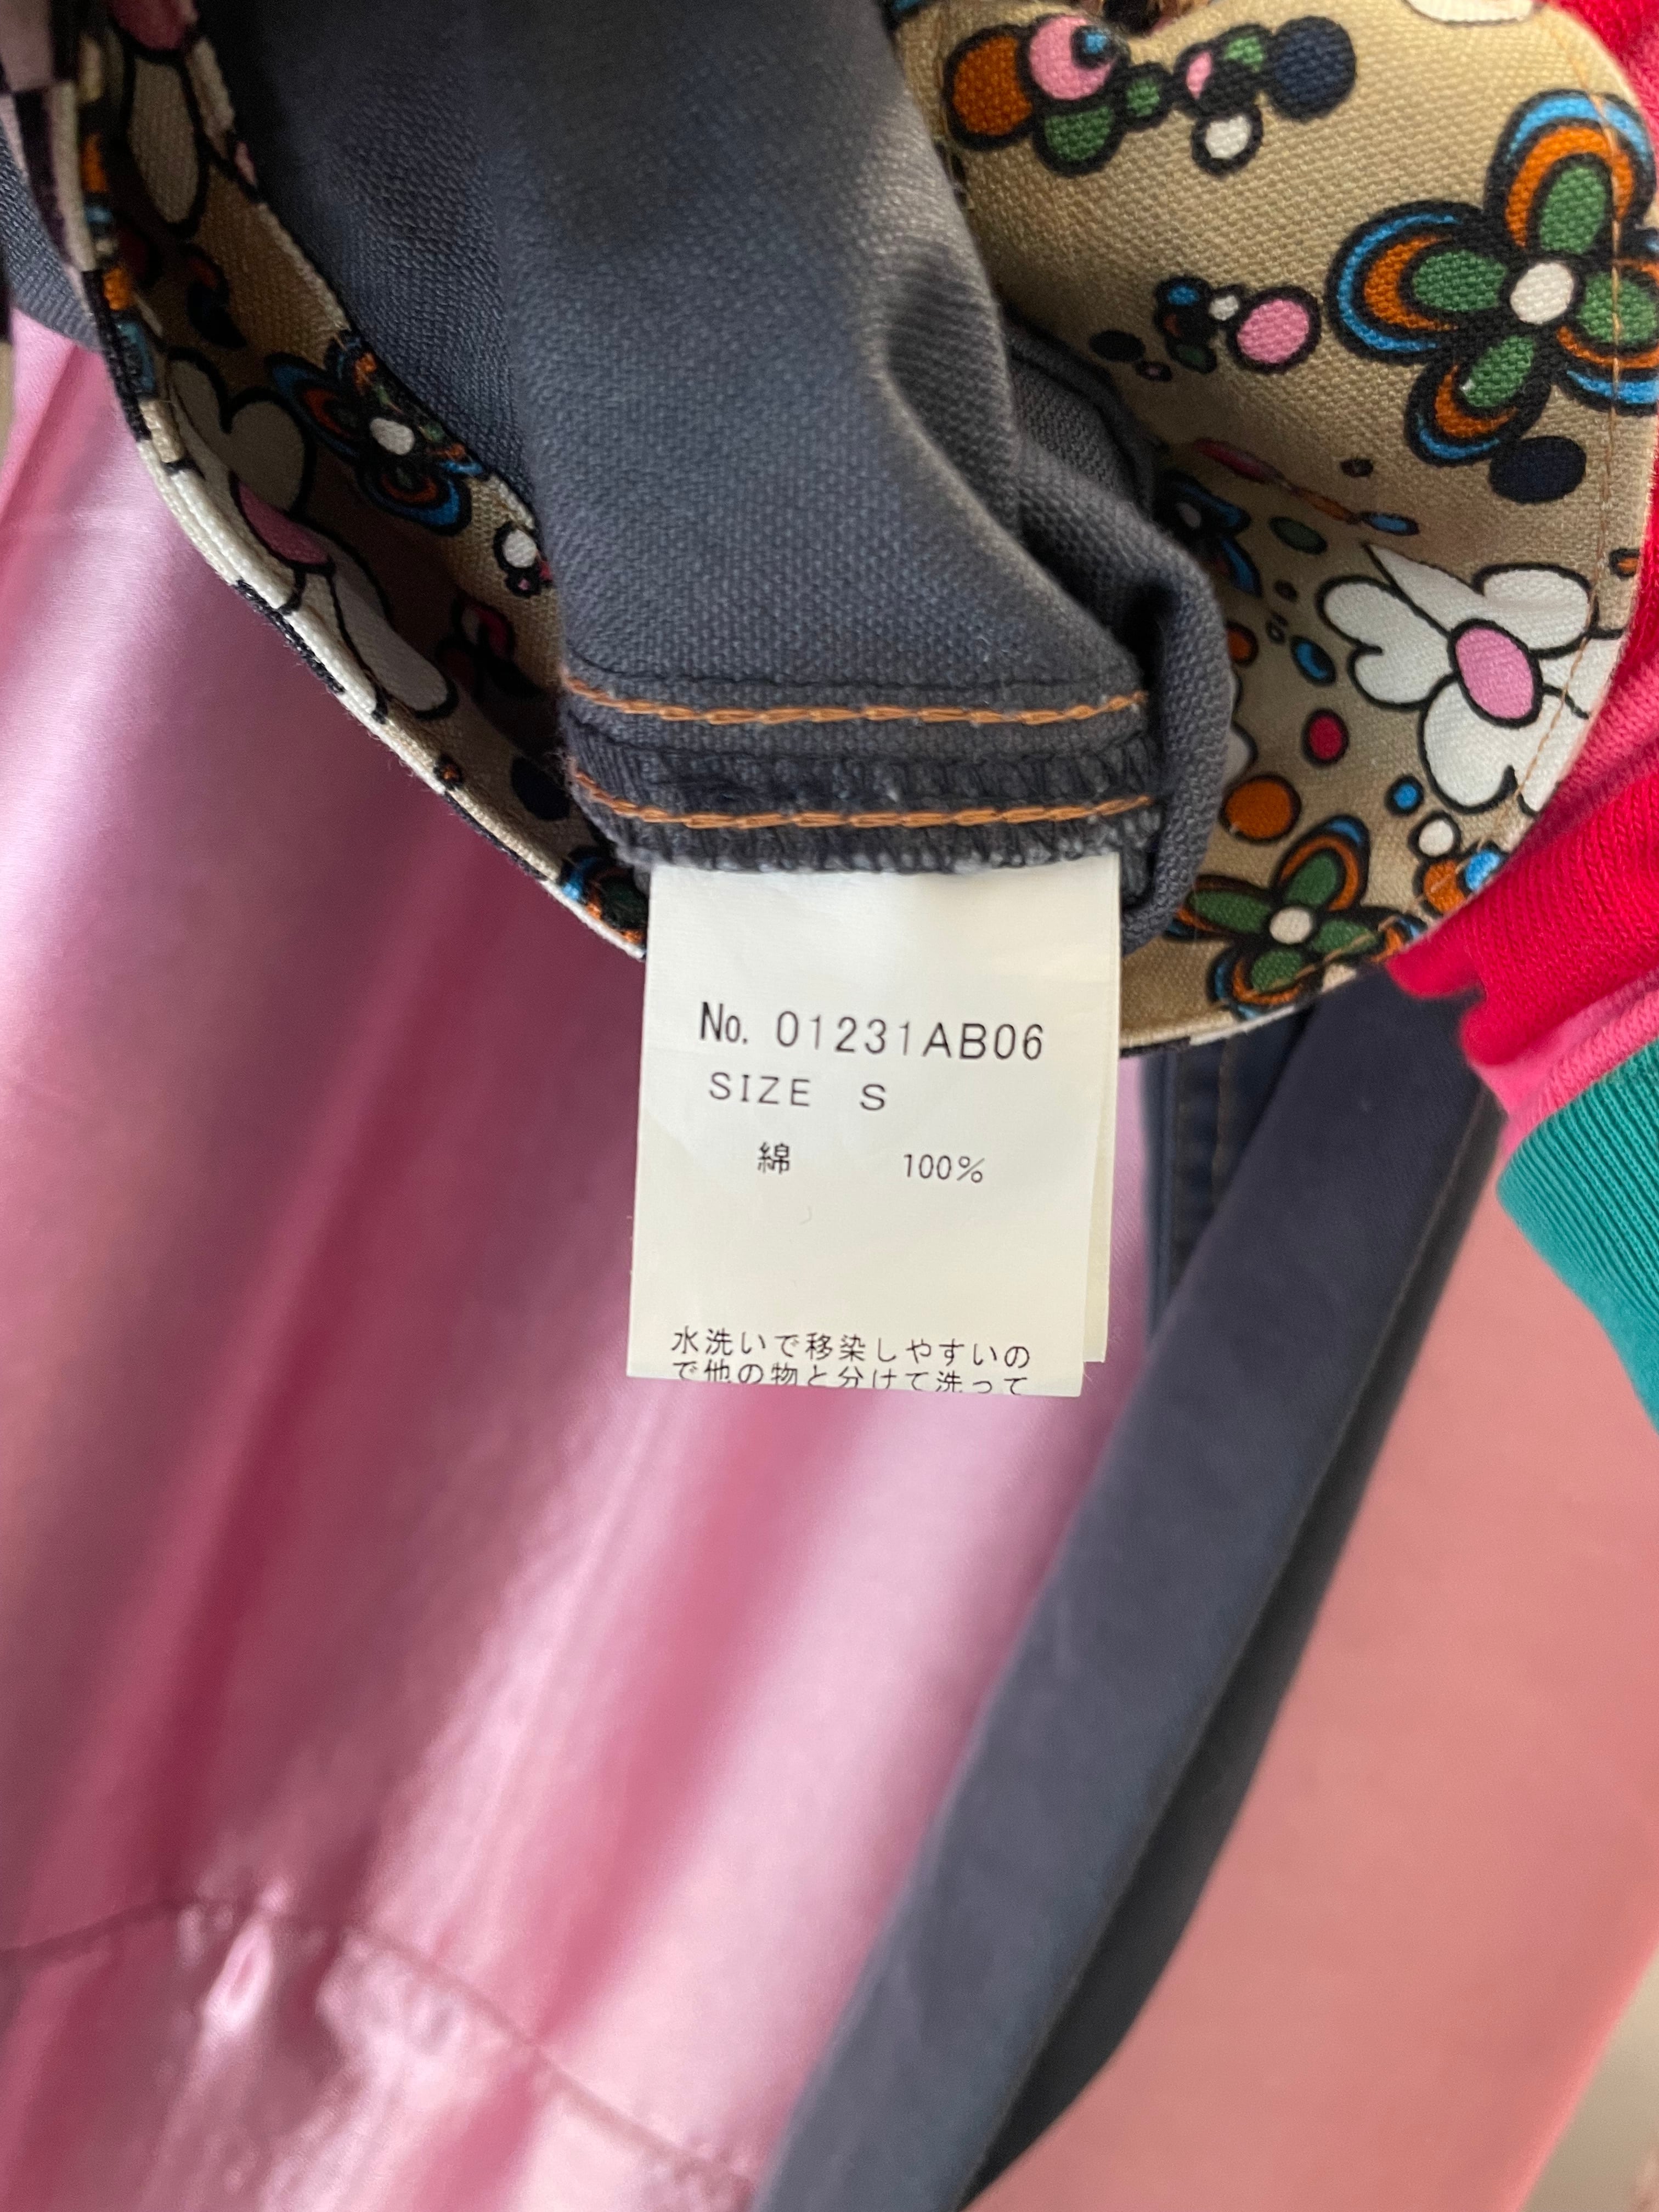 No. 01231AB06
SIZE S
綿 100%
水洗いで移染しやすいの
で他の物と分けて洗って